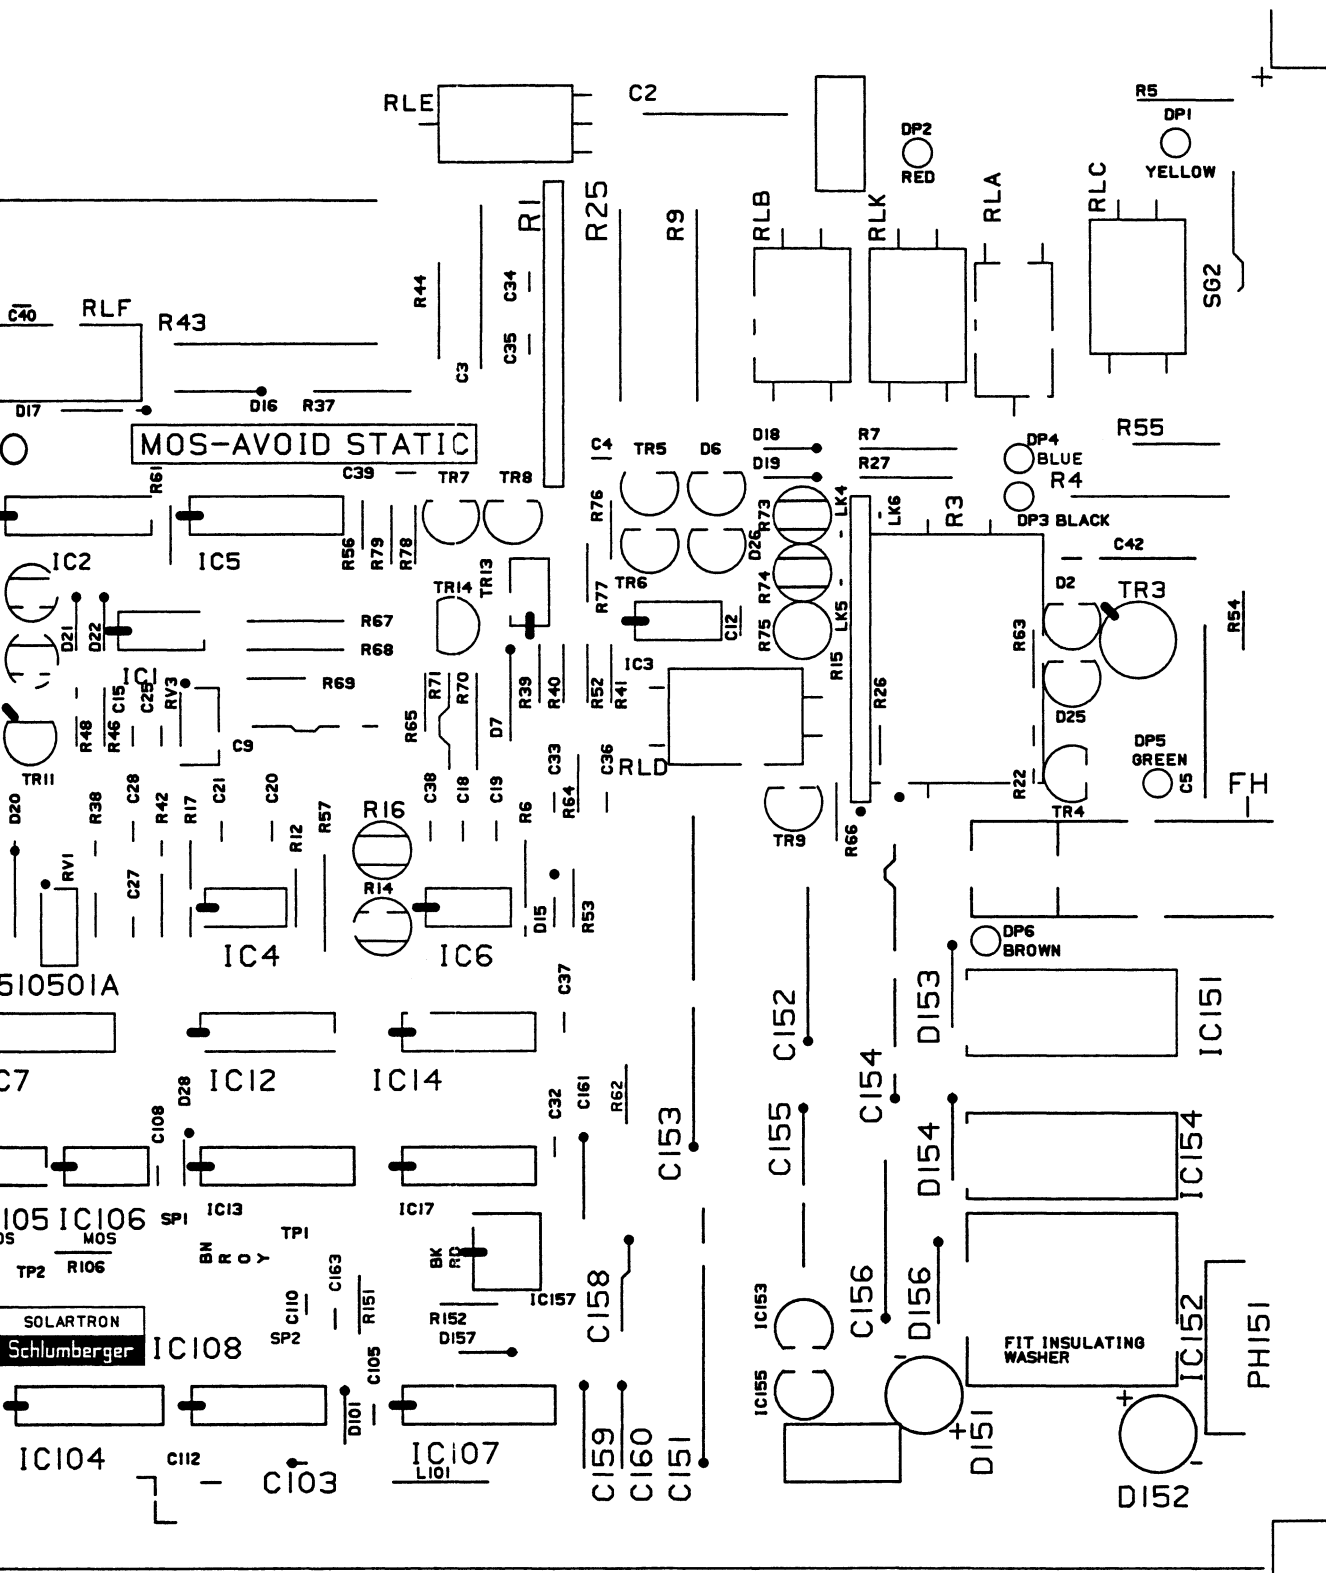 RLE
C2
R5
DP1
YELLOW
DP2
RED
RLA
RLC
RLB
RLK
R1
R25
R9
R44
C34
C35
C3
SG2
C40
RLF
R43
D17
D16
R37
MOS-AVOID STATIC
C39
R61
TR7
TR8
C4
TR5
D6
D18
D19
R7
R27
DP4
BLUE
R55
R4
DP3 BLACK
R3
LK6
LK4
R73
R76
D26
R74
LK5
R75
R15
R26
R56
R79
R78
IC2
IC5
TR14
TR13
TR6
R77
C12
IC3
C42
D2
TR3
R54
R63
D25
D21
D22
IC1
R67
R68
R69
R71
R70
R65
D7
R39
R40
R52
R41
C15
C25
RV3
R48
R46
C9
TR11
C33
C36
RLD
R64
R22
DP5
GREEN
C5
FH
TR4
TR9
R66
D20
R38
C28
R42
R17
C21
C20
R12
R57
R16
C38
C18
C19
R6
RV1
C27
R14
D15
R53
IC4
IC6
510501A
C37
DP6
BROWN
C152
D153
IC151
C7
IC12
IC14
D28
C108
C32
C161
R62
C153
C155
C154
D154
IC154
105
IC106
SP1
IC13
IC17
OS
MOS
TP2
R106
BN
R
O
Y
TP1
BK
RD
C163
C110
R151
SP2
R152
D157
IC157
C158
IC153
C156
D156
IC152
PH151
FIT INSULATING
WASHER
SOLARTRON
Schlumberger
IC108
C105
D101
IC155
IC104
C112
C103
IC107
L101
C159
C160
C151
-
+
D151
+
-
D152